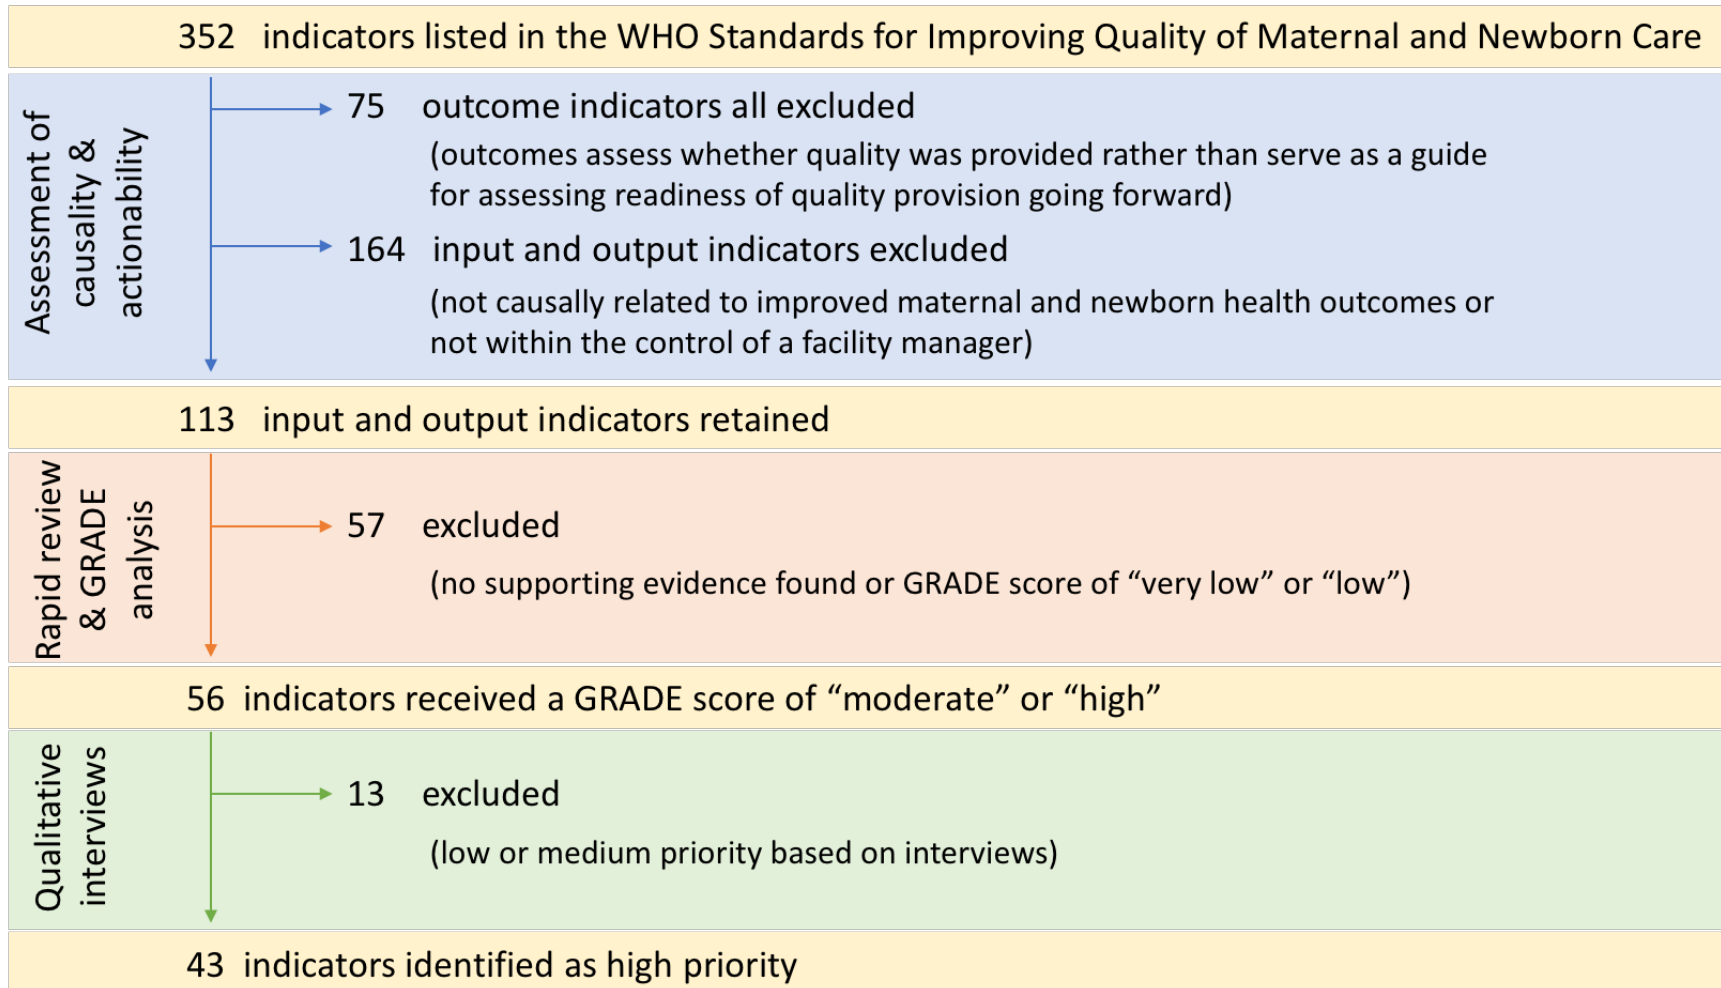 352 indicators listed in the WHO Standards for Improving Quality of Maternal and Newborn Care
Assessment of
causality &
actionability
75 outcome indicators all excluded
(outcomes assess whether quality was provided rather than serve as a guide
for assessing readiness of quality provision going forward)
164 input and output indicators excluded
(not causally related to improved maternal and newborn health outcomes or
not within the control of a facility manager)
113 input and output indicators retained
Rapid review
& GRADE
analysis
57 excluded
(no supporting evidence found or GRADE score of “very low” or “low”)
56 indicators received a GRADE score of “moderate” or “high”
Qualitative
interviews
13 excluded
(low or medium priority based on interviews)
43 indicators identified as high priority